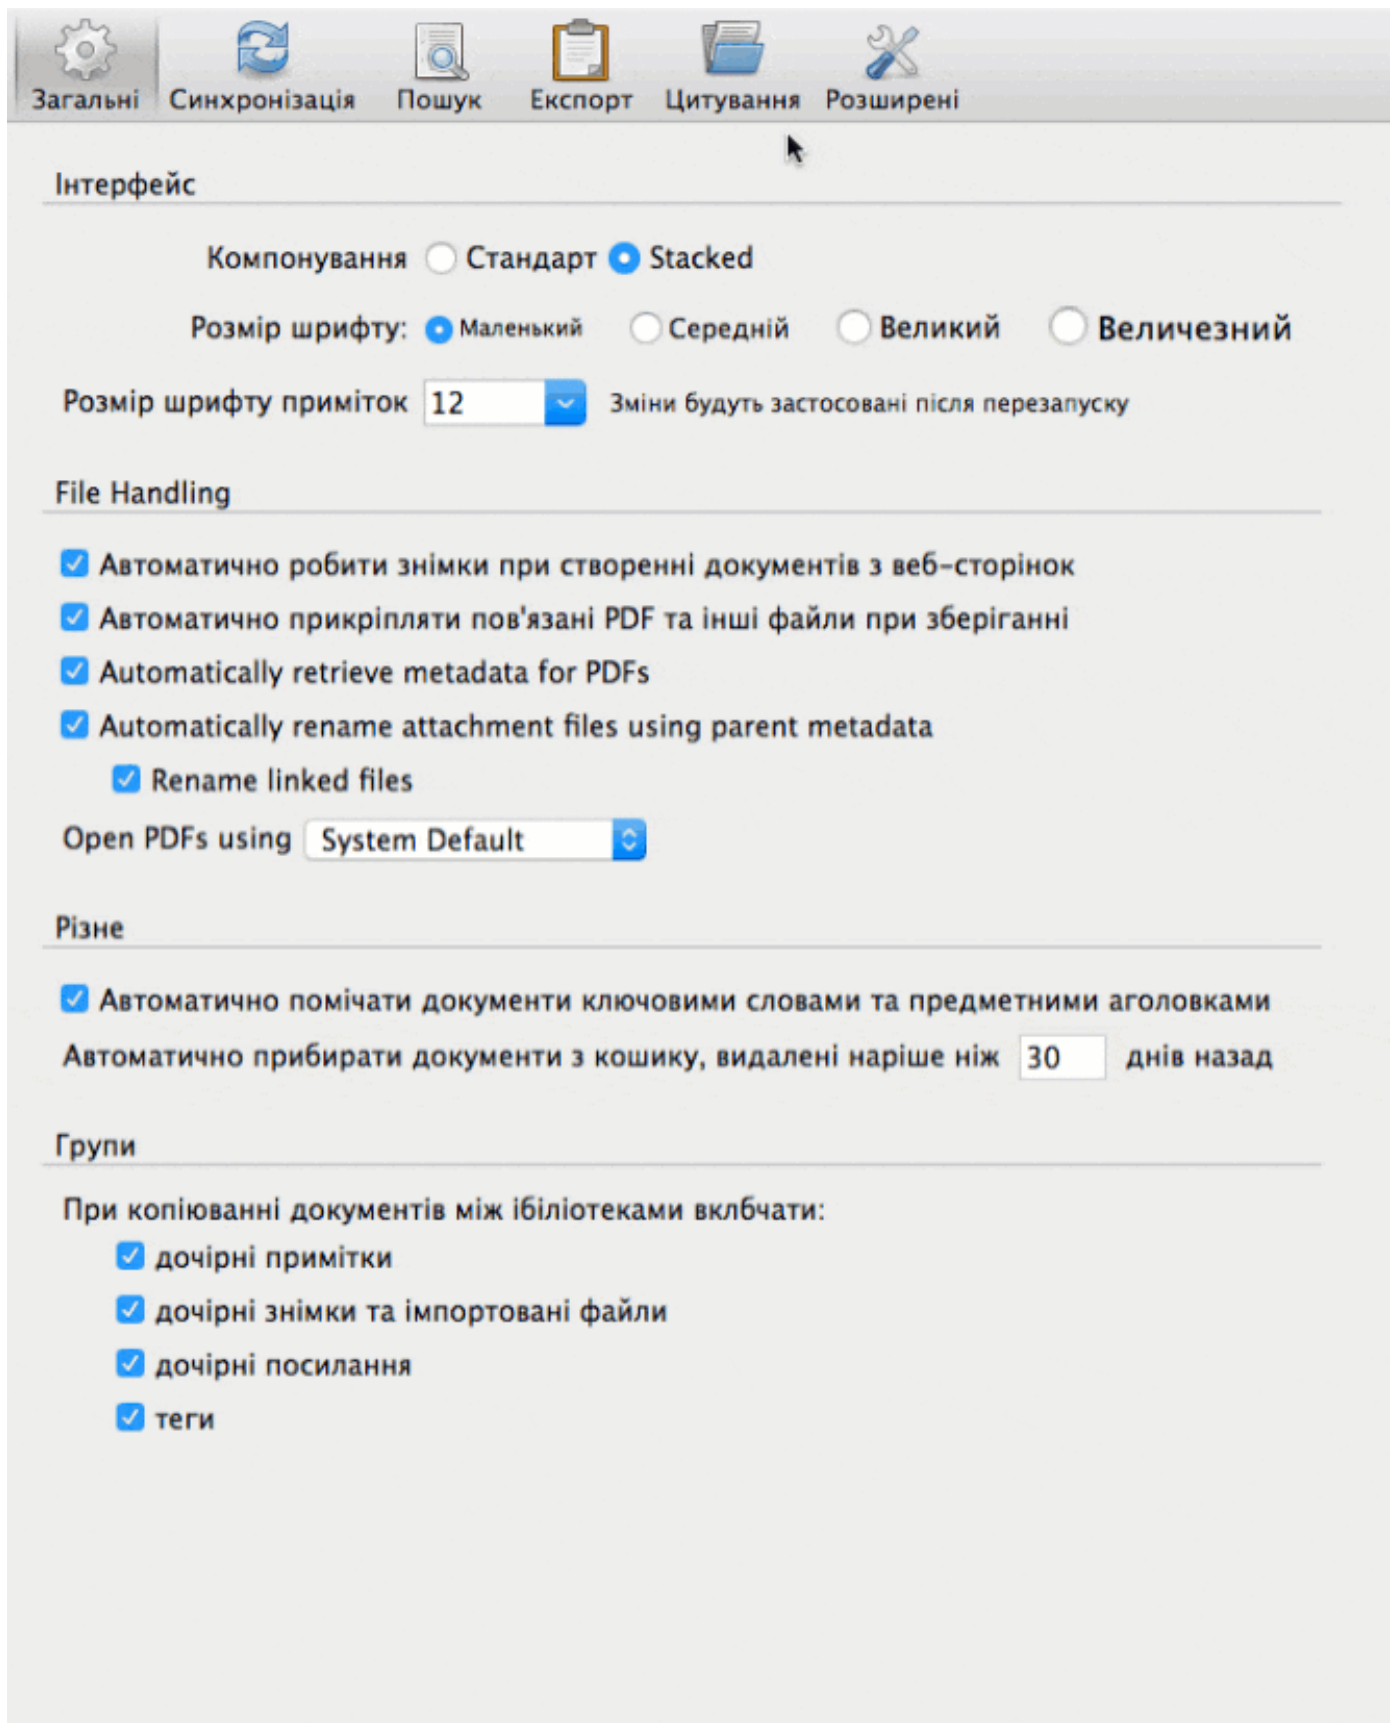 Загальні Синхронізація Пошук Експорт Цитування Розширені
Інтерфейс
Компонування Стандарт Stacked
Розмір шрифту: Маленький Середній Великий Величезний
Розмір шрифту приміток 12 Зміни будуть застосовані після перезапуску
File Handling
Автоматично робити знімки при створенні документів з веб-сторінок
Автоматично прикріпляти пов'язані PDF та інші файли при зберіганні
Automatically retrieve metadata for PDFs
Automatically rename attachment files using parent metadata
Rename linked files
Open PDFs using System Default
Різне
Автоматично помічати документи ключовими словами та предметними аголовками
Автоматично прибирати документи з кошику, видалені наріше ніж 30 днів назад
Групи
При копіюванні документів між ібіліотеками вклбчати:
дочірні примітки
дочірні знімки та імпортовані файли
дочірні посилання
теги